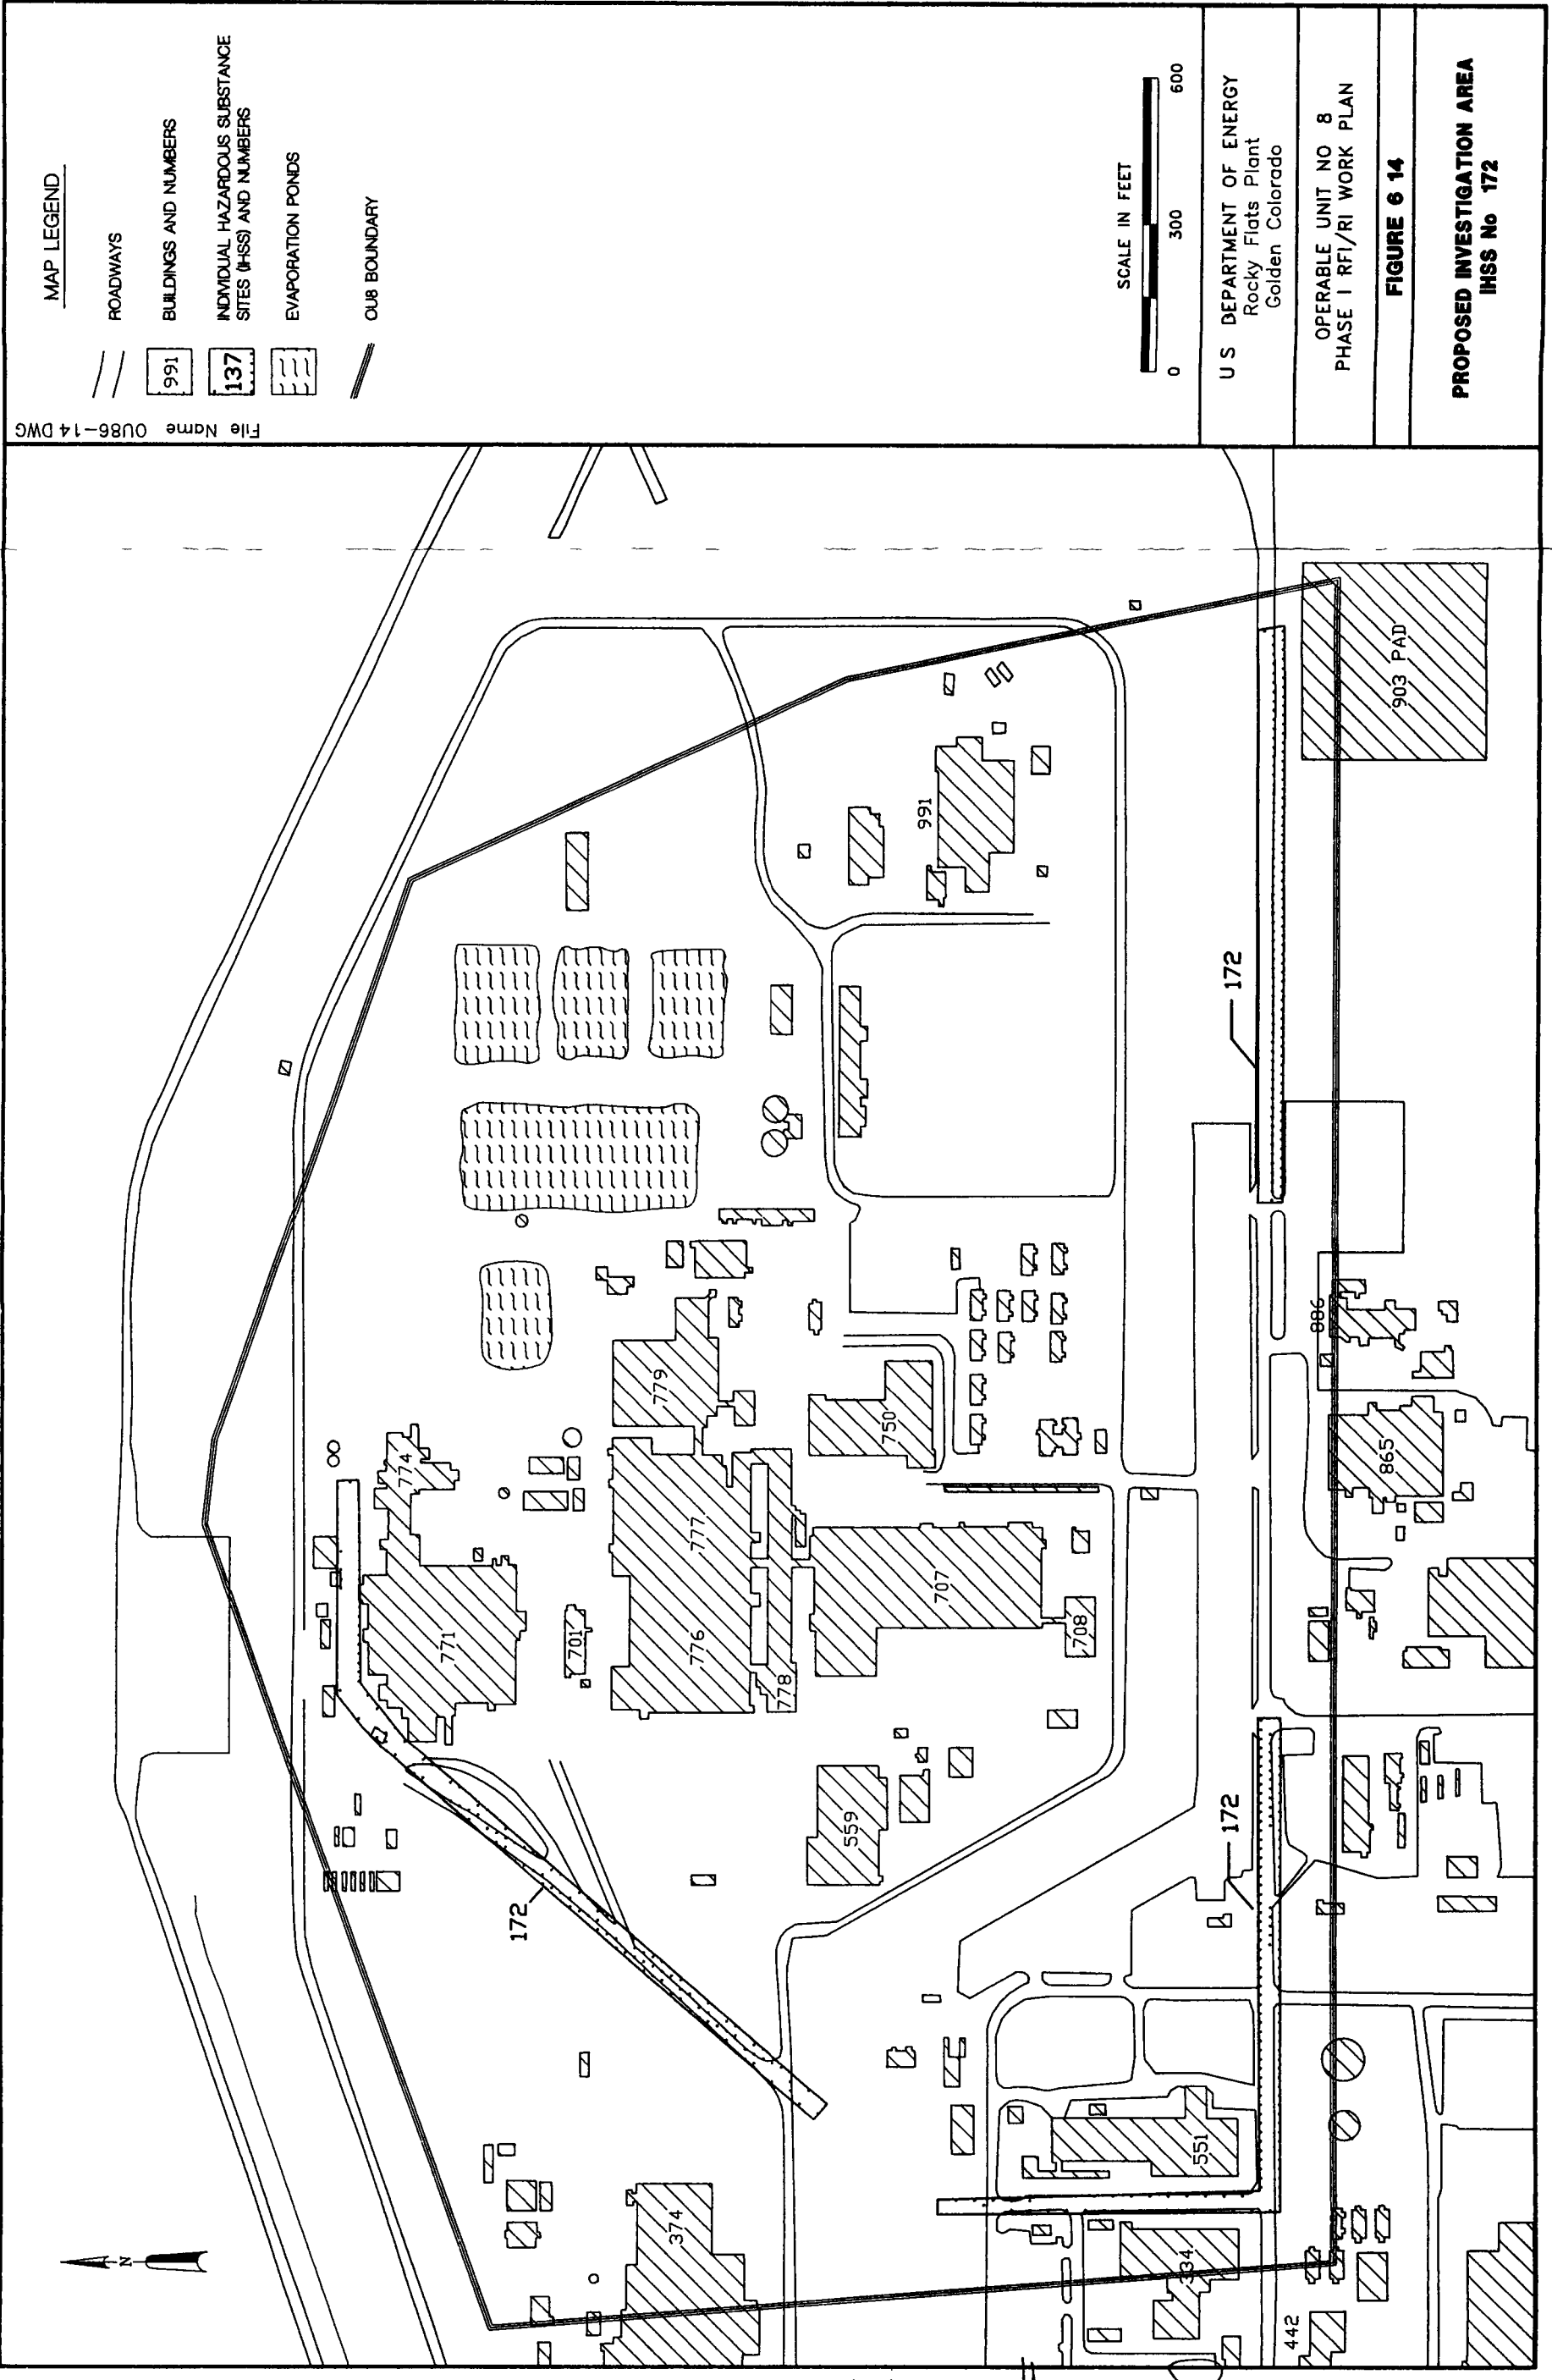 MAP LEGEND
ROADWAYS
991
BUILDINGS AND NUMBERS
137
INDIVIDUAL HAZARDOUS SUBSTANCE
SITES (IHSS) AND NUMBERS
EVAPORATION PONDS
OU8 BOUNDARY
File Name OU86-14 DWG
SCALE IN FEET
0 300 600
U S DEPARTMENT OF ENERGY
Rocky Flats Plant
Golden Colorado
OPERABLE UNIT NO 8
PHASE I RFI/RI WORK PLAN
FIGURE 6 14
PROPOSED INVESTIGATION AREA
IHSS No 172
N
774
771
172
701
779
777
776
778
374
750
707
708
559
991
172
172
903 PAD
551
334
442
886
865